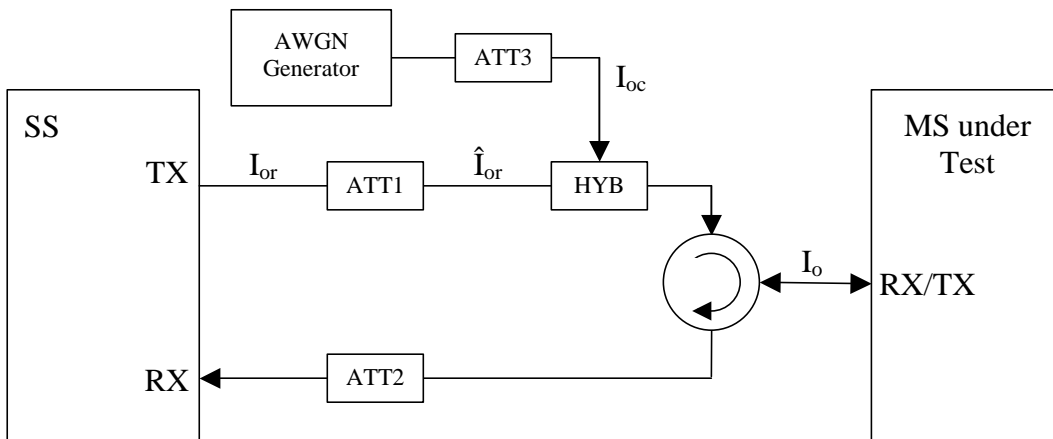 AWGN
Generator
ATT3
I_oc
SS
MS under
Test
TX
I_or
ATT1
Î_or
HYB
I_o
RX/TX
RX
ATT2